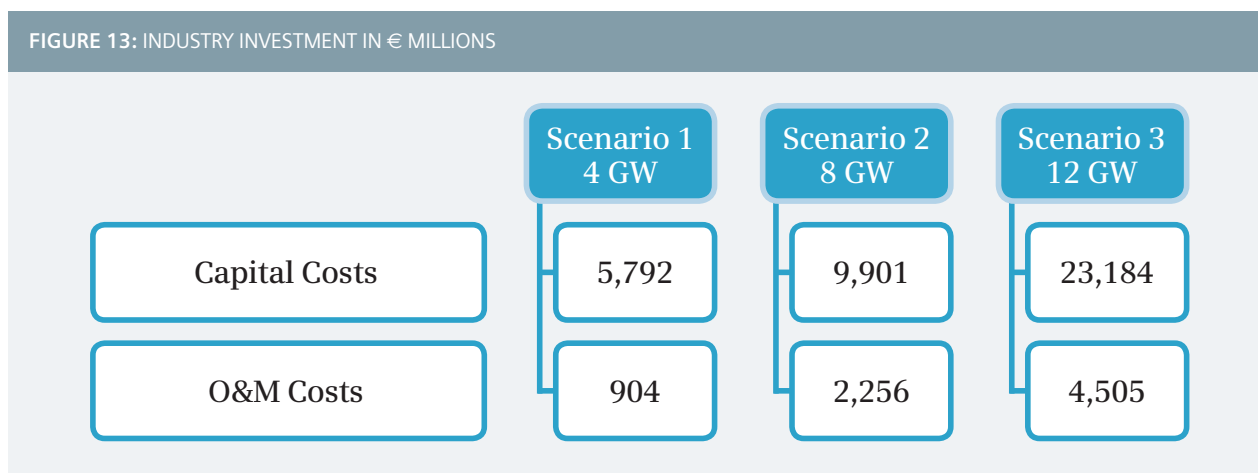 FIGURE 13: INDUSTRY INVESTMENT IN € MILLIONS
Scenario 1
4 GW
Scenario 2
8 GW
Scenario 3
12 GW
Capital Costs
5,792
9,901
23,184
O&M Costs
904
2,256
4,505